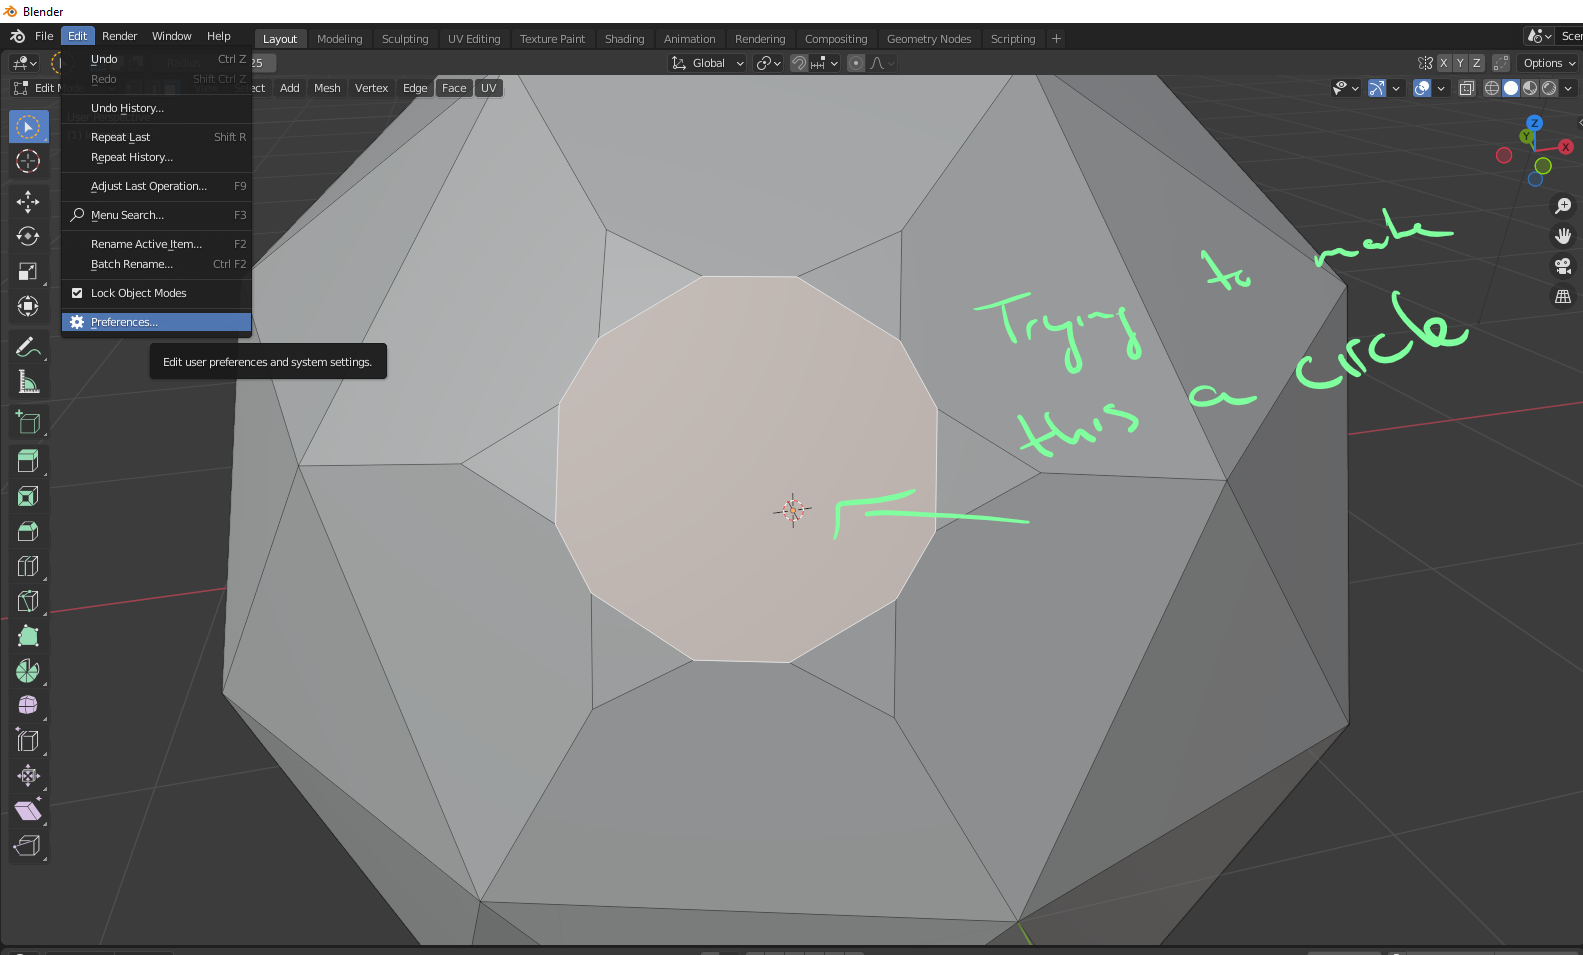 Blender
File Edit Render Window Help Layout Modeling Sculpting UV Editing Texture Paint Shading Animation Rendering Compositing Geometry Nodes Scripting + Scer
25 Global X Y Z Options
Edit M ect Add Mesh Vertex Edge Face UV
Undo Ctrl Z
Redo Shift Ctrl Z
Undo History...
Repeat Last Shift R
Repeat History...
Adjust Last Operation... F9
Menu Search... F3
Rename Active Item... F2
Batch Rename... Ctrl F2
Lock Object Modes
Preferences...
Edit user preferences and system settings.
Z
Y
X
Trying to make
this a circle